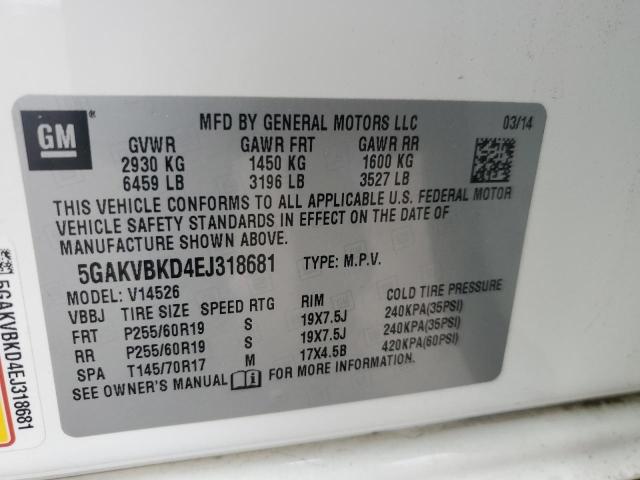 GM ®
MFD BY GENERAL MOTORS LLC 03/14
GVWR GAWR FRT GAWR RR
2930 KG 1450 KG 1600 KG
6459 LB 3196 LB 3527 LB
THIS VEHICLE CONFORMS TO ALL APPLICABLE U.S. FEDERAL MOTOR
VEHICLE SAFETY STANDARDS IN EFFECT ON THE DATE OF
MANUFACTURE SHOWN ABOVE.
5GAKVBKD4EJ318681 TYPE: M.P.V.
MODEL: V14526
VBBJ TIRE SIZE SPEED RTG RIM COLD TIRE PRESSURE
FRT P255/60R19 S 19X7.5J 240KPA(35PSI)
RR P255/60R19 S 19X7.5J 240KPA(35PSI)
SPA T145/70R17 M 17X4.5B 420KPA(60PSI)
SEE OWNER'S MANUAL FOR MORE INFORMATION.
5GAKVBKD4EJ318681